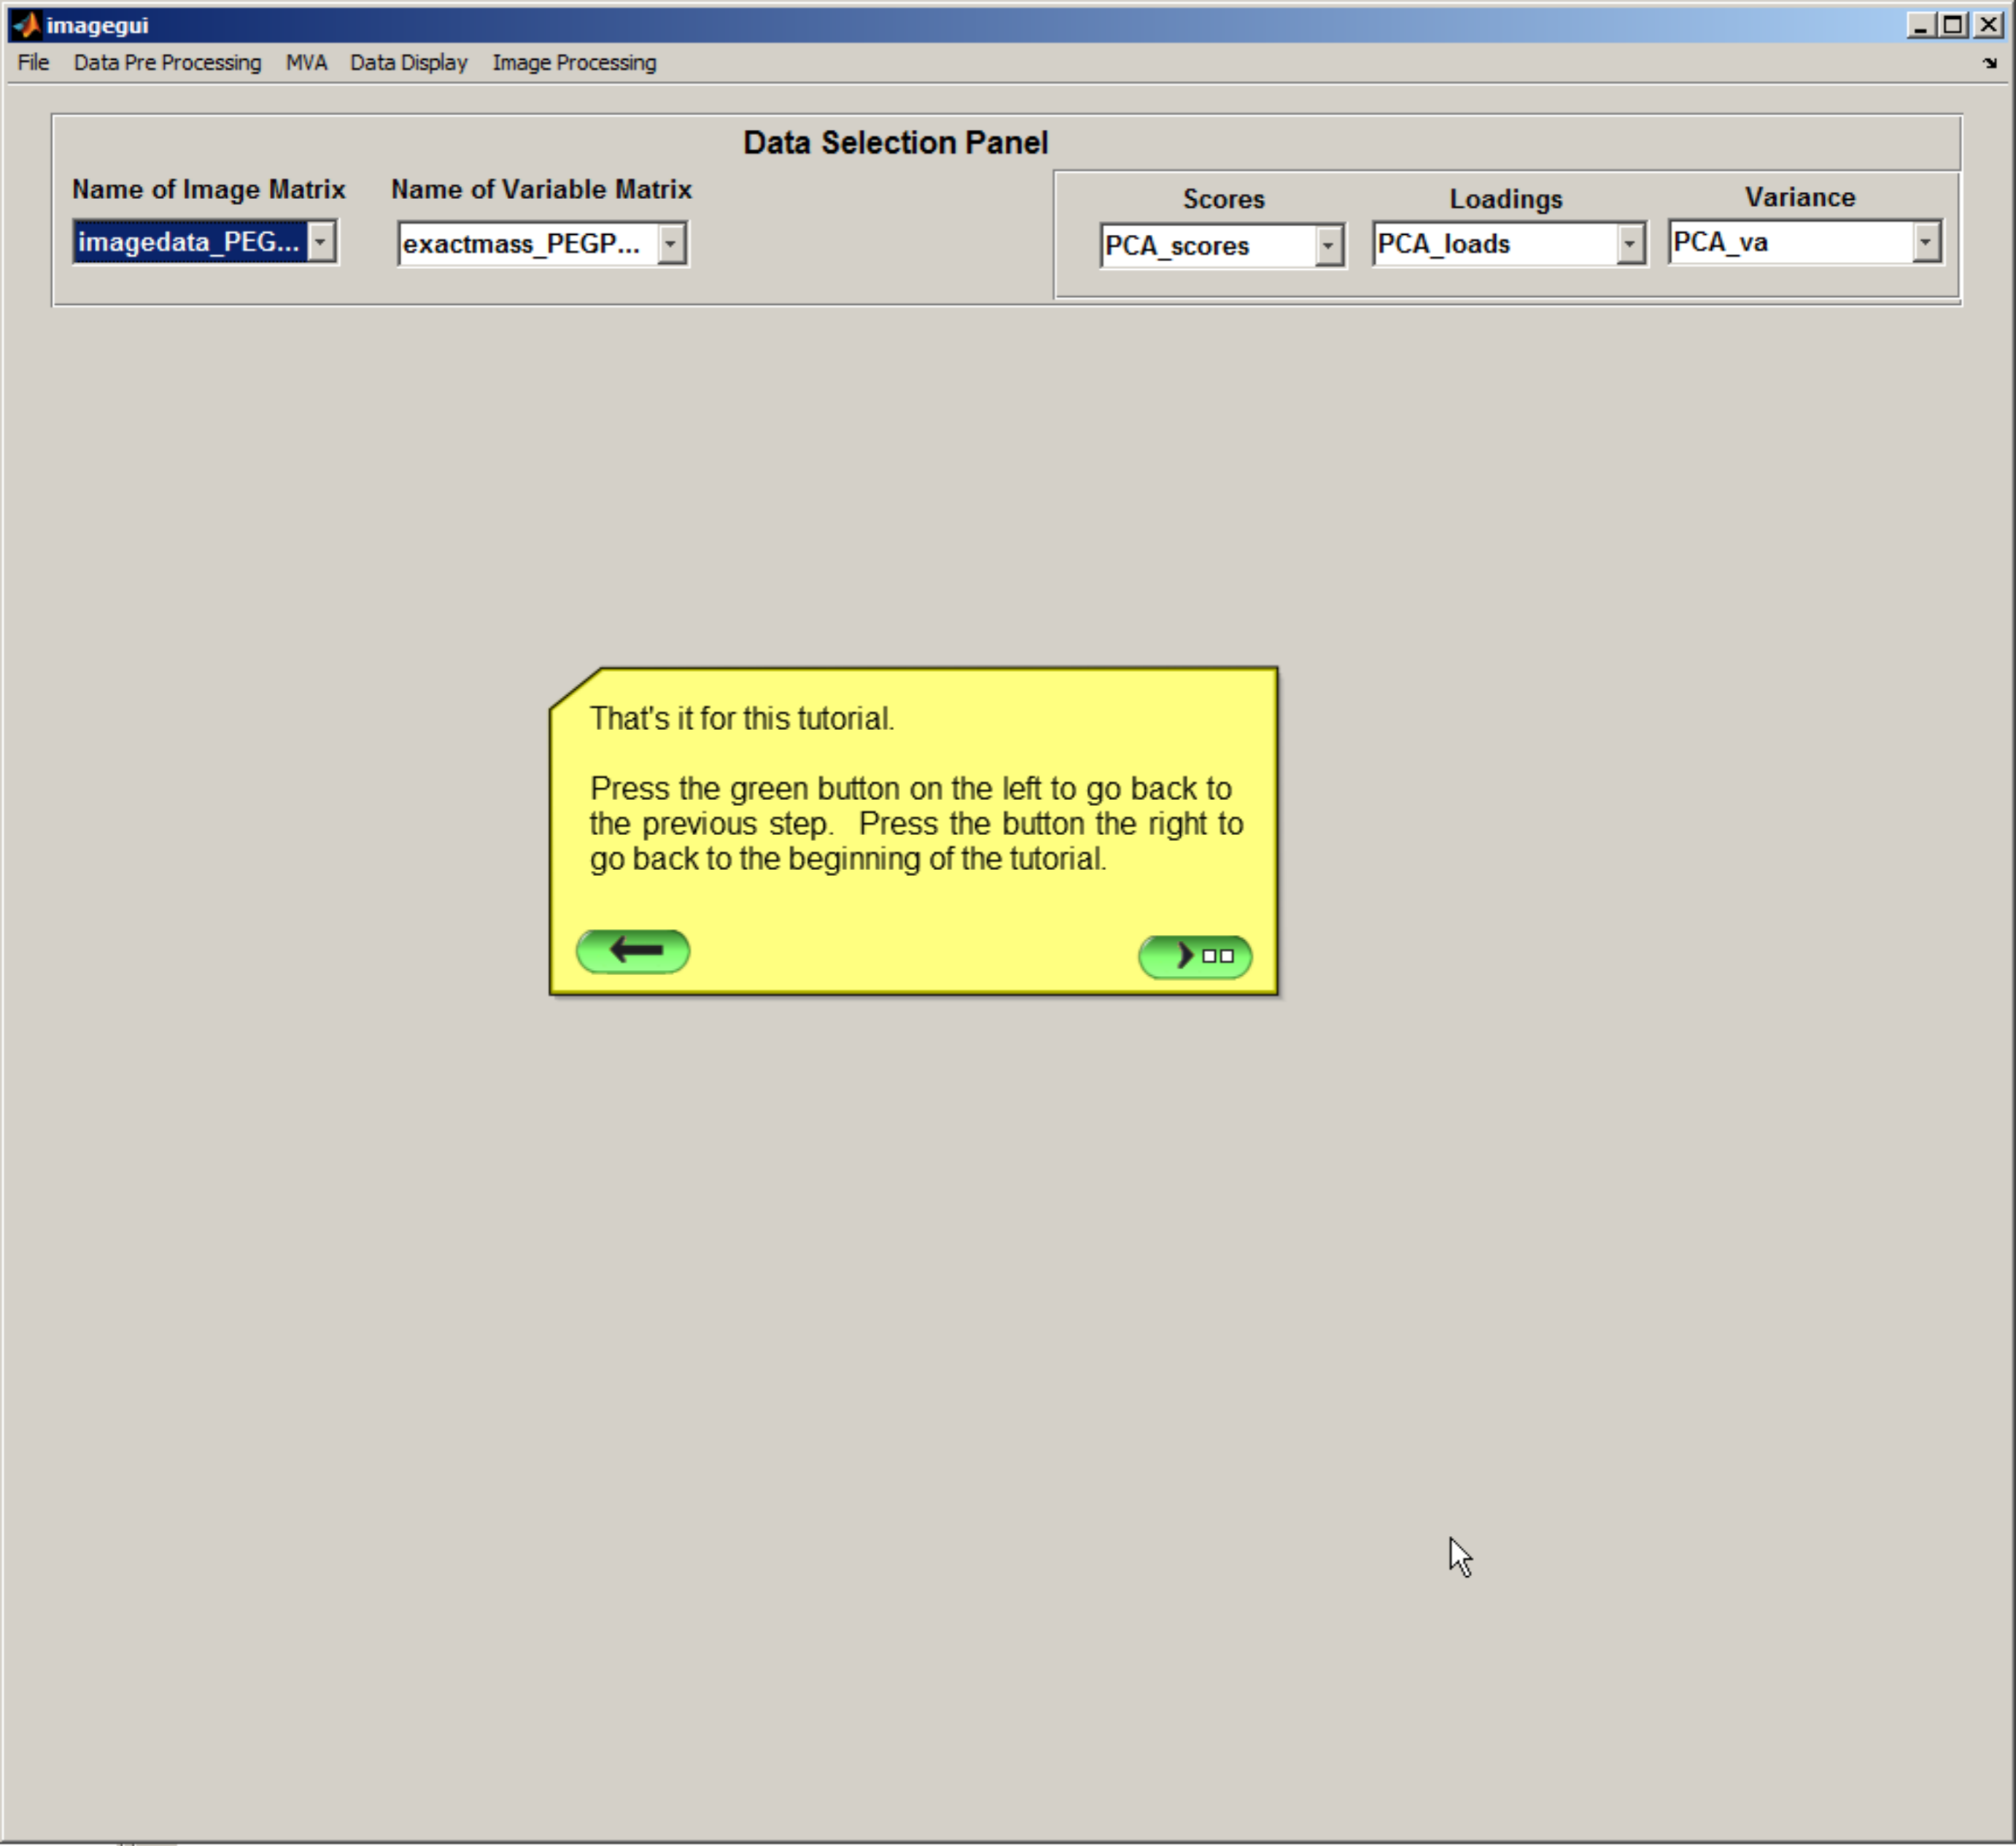 imagegui
File Data Pre Processing MVA Data Display Image Processing
Data Selection Panel
Name of Image Matrix Name of Variable Matrix
Scores Loadings Variance
imagedata_PEG... exactmass_PEGP... PCA_scores PCA_loads PCA_va
That's it for this tutorial.
Press the green button on the left to go back to
the previous step. Press the button the right to
go back to the beginning of the tutorial.